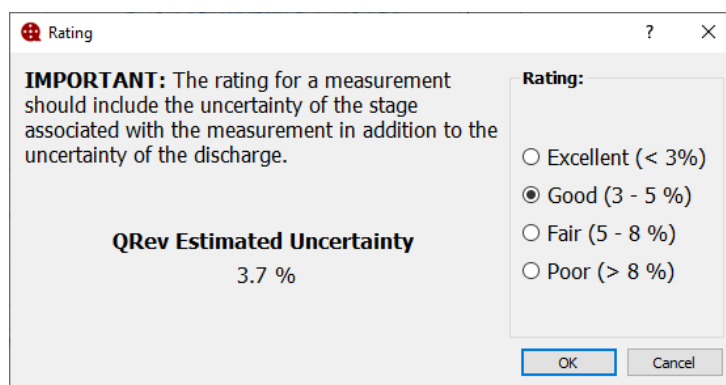 Rating
?
IMPORTANT: The rating for a measurement
should include the uncertainty of the stage
associated with the measurement in addition to the
uncertainty of the discharge.
QRev Estimated Uncertainty
3.7 %
Rating:
Excellent (< 3%)
Good (3 - 5 %)
Fair (5 - 8 %)
Poor (> 8 %)
OK
Cancel